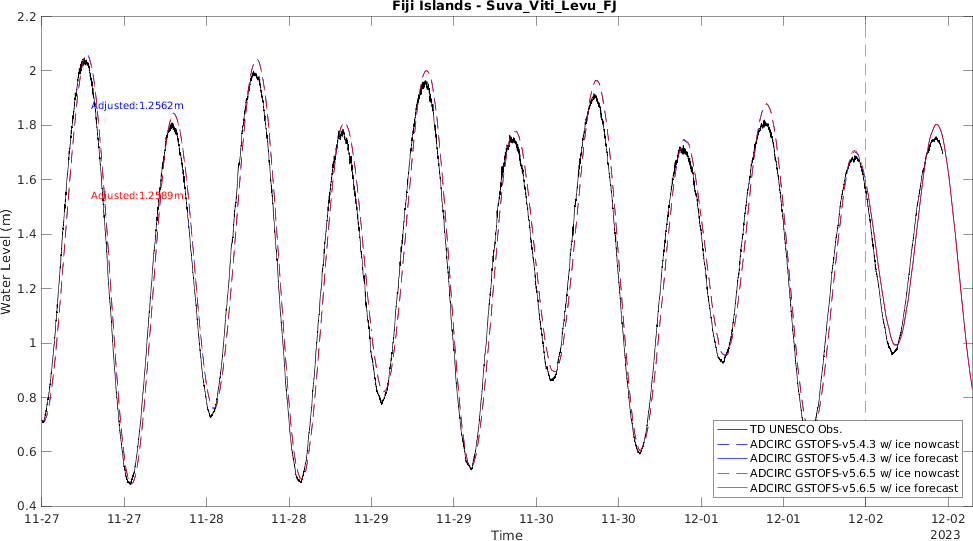 Fiji Islands - Suva_Viti_Levu_FJ
2.2
2
1.8
1.6
1.4
1.2
1
0.8
0.6
0.4
Water Level (m)
Adjusted:1.2562m
Adjusted:1.2589m
TD UNESCO Obs.
ADCIRC GSTOFS-v5.4.3 w/ ice nowcast
ADCIRC GSTOFS-v5.4.3 w/ ice forecast
ADCIRC GSTOFS-v5.6.5 w/ ice nowcast
ADCIRC GSTOFS-v5.6.5 w/ ice forecast
11-27 11-27 11-28 11-28 11-29 11-29 11-30 11-30 12-01 12-01 12-02 12-02
2023
Time